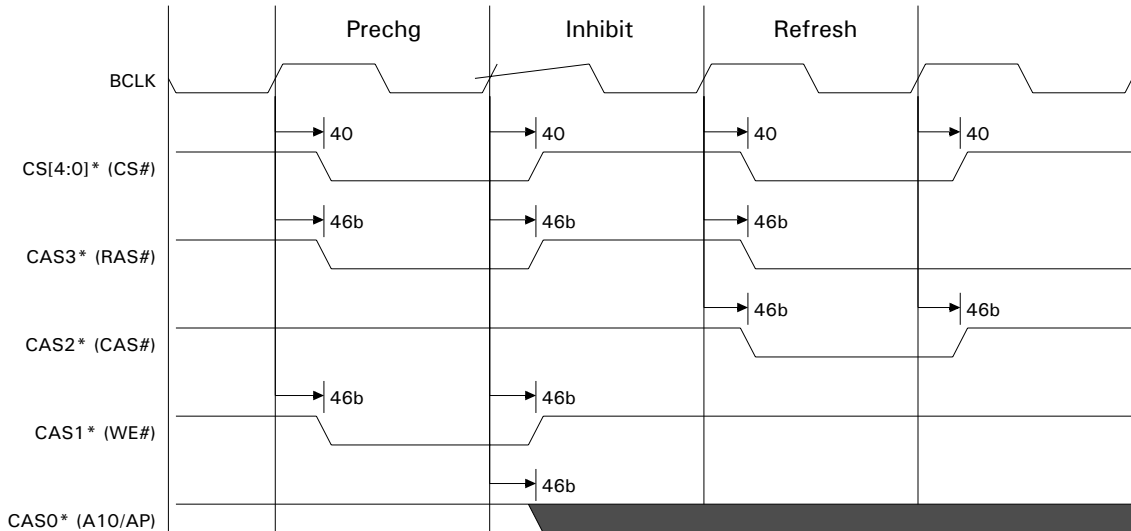 Prechg Inhibit Refresh
BCLK
40 40 40 40
CS[4:0]* (CS#)
46b 46b 46b
CAS3* (RAS#)
46b 46b
CAS2* (CAS#)
46b 46b
CAS1* (WE#)
46b
CAS0* (A10/AP)